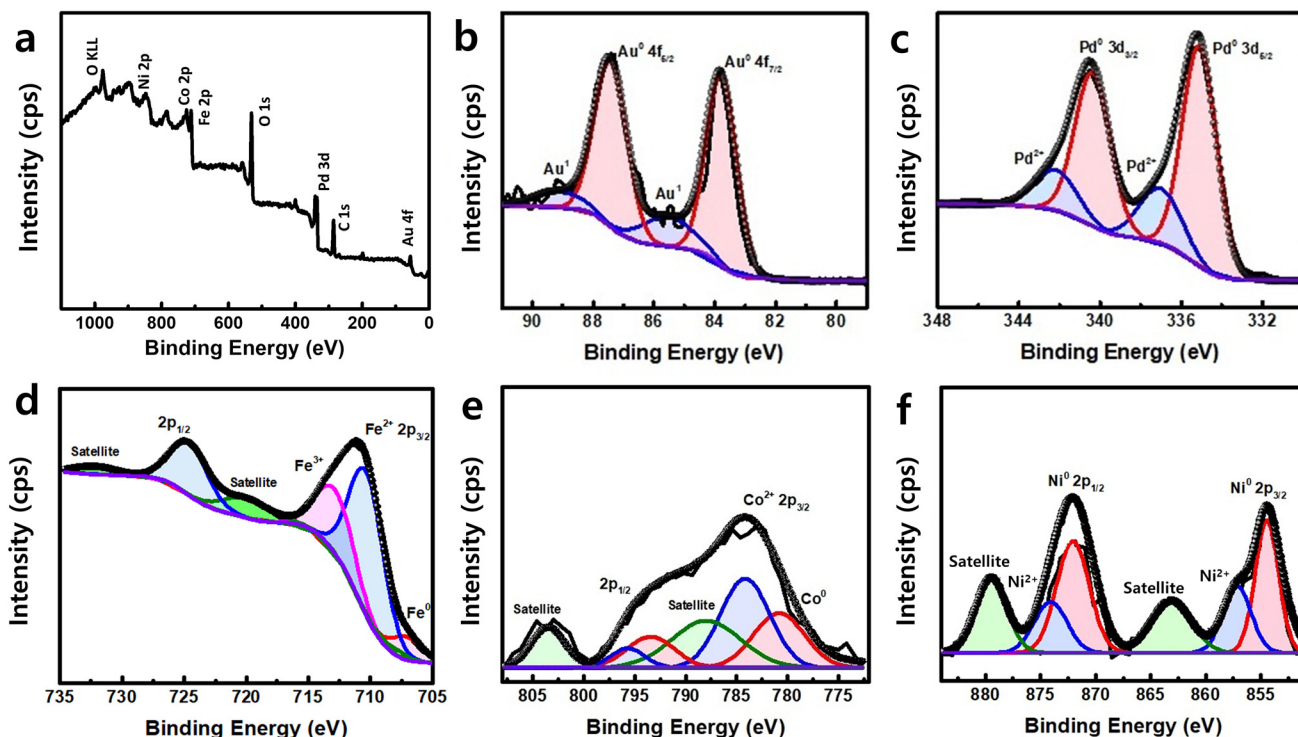 a
Intensity (cps)
O KLL
Ni 2p
Co 2p
Fe 2p
O 1s
Pd 3d
C 1s
Au 4f
1000 800 600 400 200 0
Binding Energy (eV)
b
Intensity (cps)
Au⁰ 4f₅/₂
Au⁰ 4f₇/₂
Au¹
Au¹
90 88 86 84 82 80
Binding Energy (eV)
c
Intensity (cps)
Pd⁰ 3d₃/₂
Pd⁰ 3d₅/₂
Pd²⁺
Pd²⁺
348 344 340 336 332
Binding Energy (eV)
d
Intensity (cps)
2p₁/₂
Fe²⁺ 2p₃/₂
Satellite
Fe³⁺
Satellite
Fe⁰
735 730 725 720 715 710 705
Binding Energy (eV)
e
Intensity (cps)
Co²⁺ 2p₃/₂
2p₁/₂
Satellite
Satellite
Co⁰
805 800 795 790 785 780 775
Binding Energy (eV)
f
Intensity (cps)
Ni⁰ 2p₁/₂
Ni⁰ 2p₃/₂
Satellite
Ni²⁺
Satellite
Ni²⁺
880 875 870 865 860 855
Binding Energy (eV)